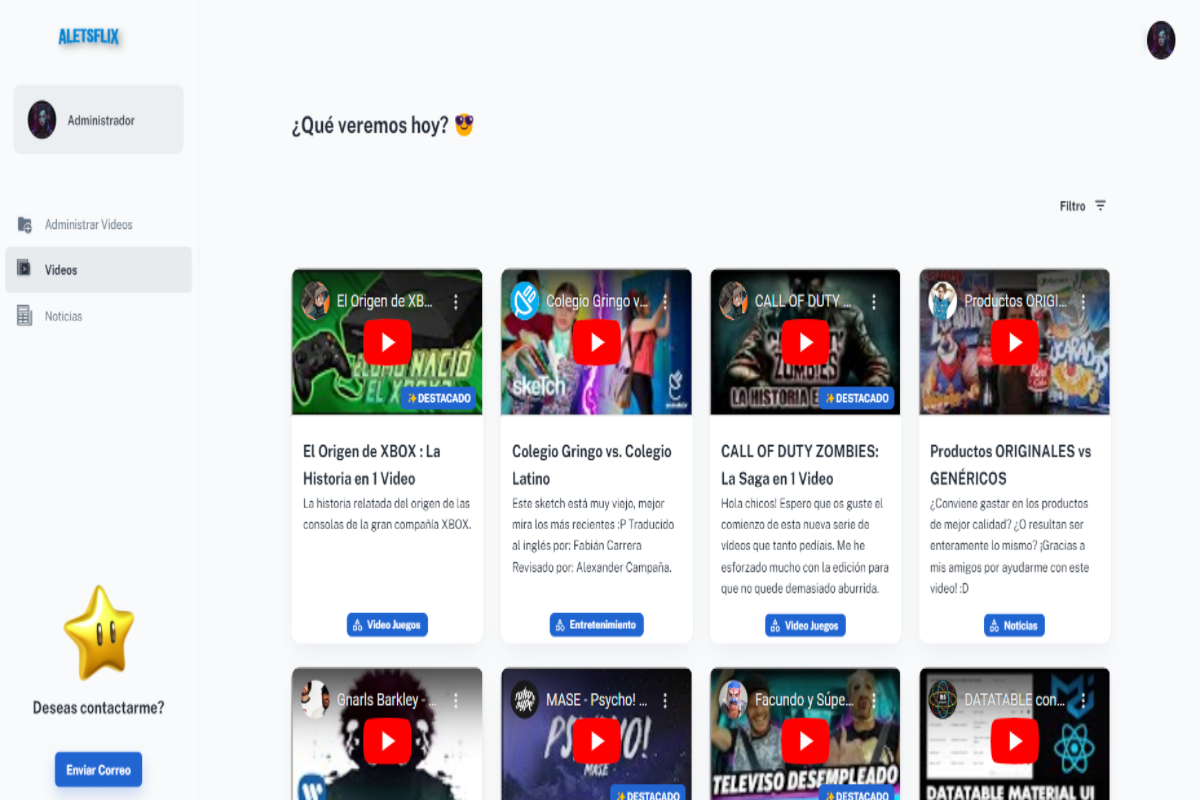 ALETSFLIX
Administrador
Administrar Videos
Videos
Noticias
Deseas contactarme?
Enviar Correo
¿Qué veremos hoy? 😎
Filtro
El Origen de XB...
¿CÓMO NACIÓ
EL XBOX?
✨DESTACADO
El Origen de XBOX : La
Historia en 1 Video
La historia relatada del origen de las
consolas de la gran compañía XBOX.
Video Juegos
Colegio Gringo v...
sketch
Colegio Gringo vs. Colegio
Latino
Este sketch está muy viejo, mejor
mira los más recientes :P Traducido
al inglés por: Fabián Carrera
Revisado por: Alexander Campaña.
Entretenimiento
CALL OF DUTY ...
ZOMBIES
LA HISTORIA E
✨DESTACADO
CALL OF DUTY ZOMBIES:
La Saga en 1 Video
Hola chicos! Espero que os guste el
comienzo de esta nueva serie de
vídeos que tanto pedíais. Me he
esforzado mucho con la edición para
que no quede demasiado aburrida.
Video Juegos
Productos ORIGI...
Productos ORIGINALES vs
GENÉRICOS
¿Conviene gastar en los productos
de mejor calidad? ¿O resultan ser
enteramente lo mismo? ¡Gracias a
mis amigos por ayudarme con este
video! :D
Noticias
Gnarls Barkley - ...
MASE - Psycho! ...
PSYCHO!
MASE
✨DESTACADO
Facundo y Súpe...
TELEVISO DESEMPLEADO
✨DESTACADO
DATATABLE con...
DATATABLE MATERIAL UI